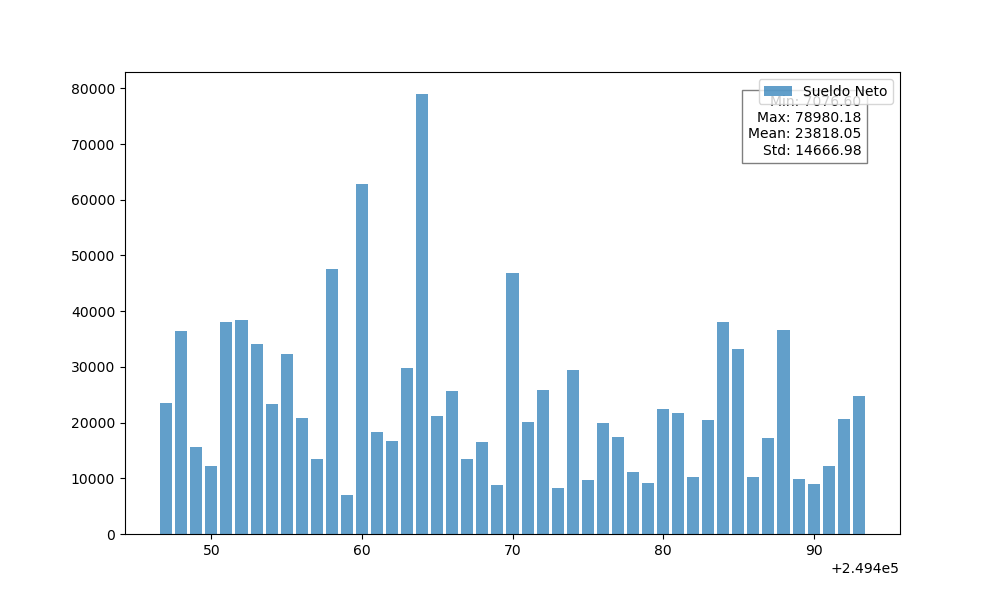 80000
70000
60000
50000
40000
30000
20000
10000
0
Sueldo Neto
Min: 7076.60
Max: 78980.18
Mean: 23818.05
Std: 14666.98
50 60 70 80 90
+2.494e5